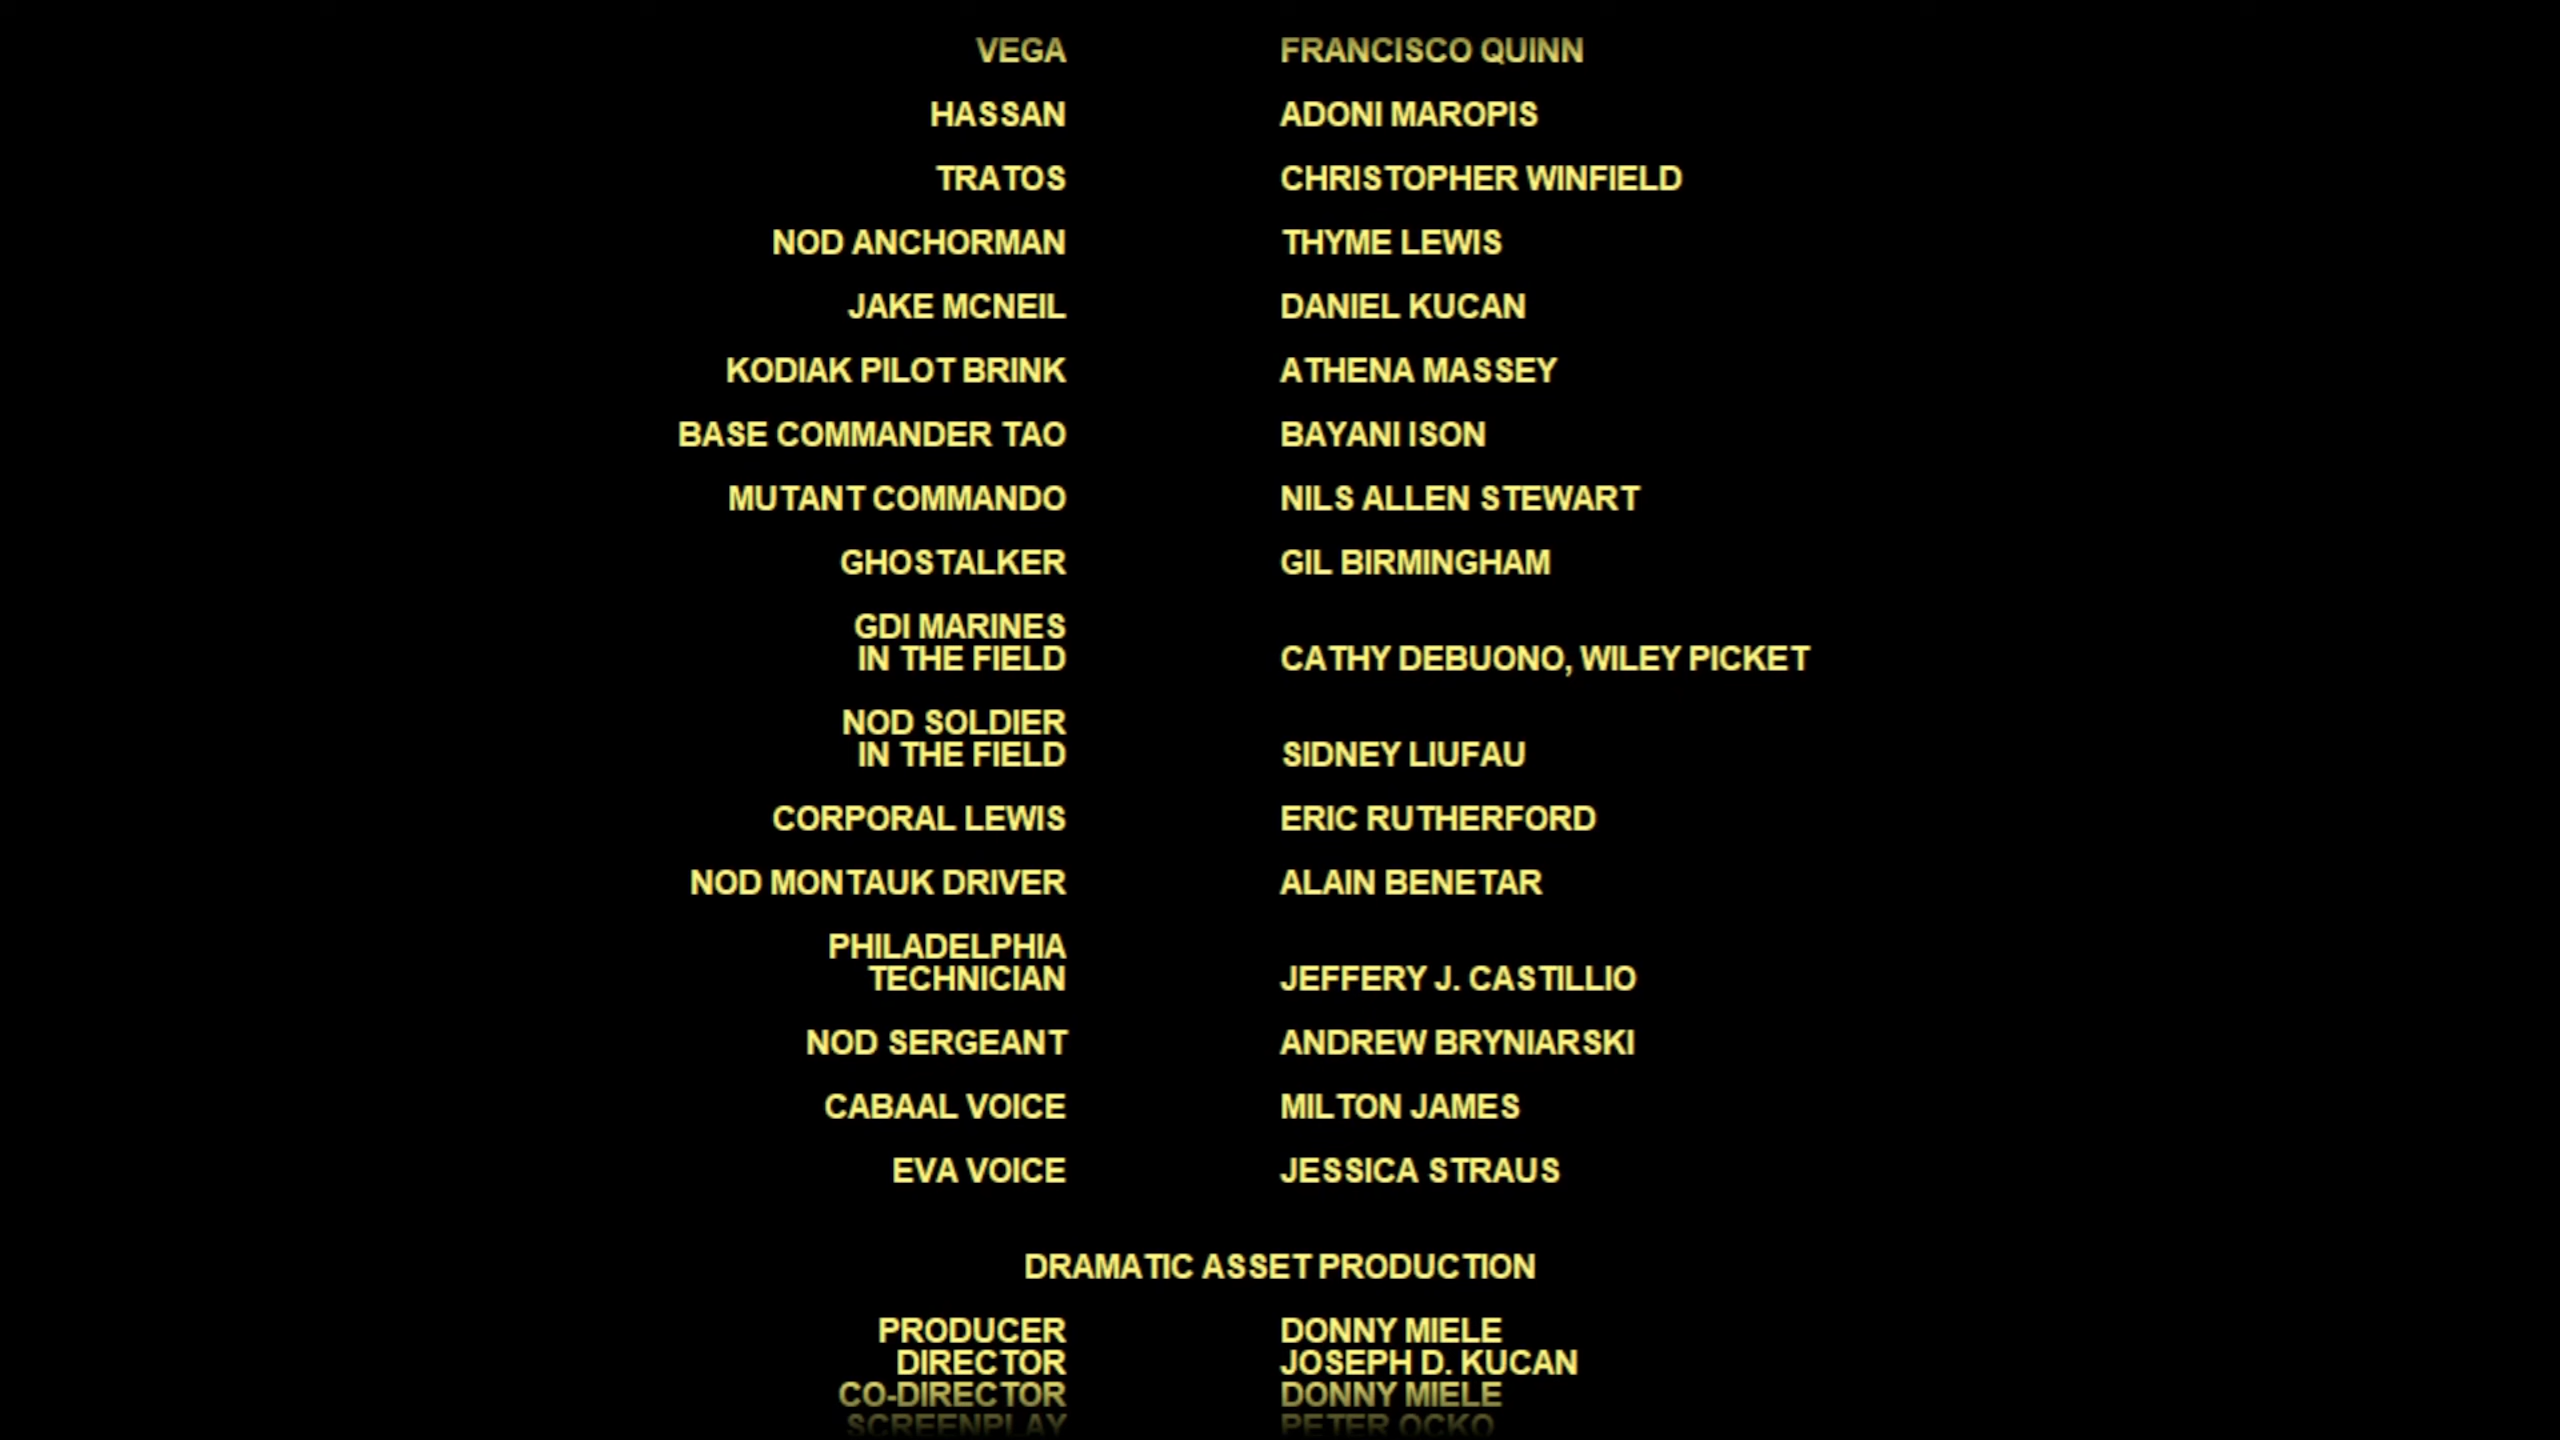 VEGA FRANCISCO QUINN
HASSAN ADONI MAROPIS
TRATOS CHRISTOPHER WINFIELD
NOD ANCHORMAN THYME LEWIS
JAKE MCNEIL DANIEL KUCAN
KODIAK PILOT BRINK ATHENA MASSEY
BASE COMMANDER TAO BAYANI ISON
MUTANT COMMANDO NILS ALLEN STEWART
GHOSTALKER GIL BIRMINGHAM
GDI MARINES
IN THE FIELD CATHY DEBUONO, WILEY PICKET
NOD SOLDIER
IN THE FIELD SIDNEY LIUFAU
CORPORAL LEWIS ERIC RUTHERFORD
NOD MONTAUK DRIVER ALAIN BENETAR
PHILADELPHIA
TECHNICIAN JEFFERY J. CASTILLIO
NOD SERGEANT ANDREW BRYNIARSKI
CABAAL VOICE MILTON JAMES
EVA VOICE JESSICA STRAUS
DRAMATIC ASSET PRODUCTION
PRODUCER DONNY MIELE
DIRECTOR JOSEPH D. KUCAN
CO-DIRECTOR DONNY MIELE
SCREENPLAY PETER OCKO